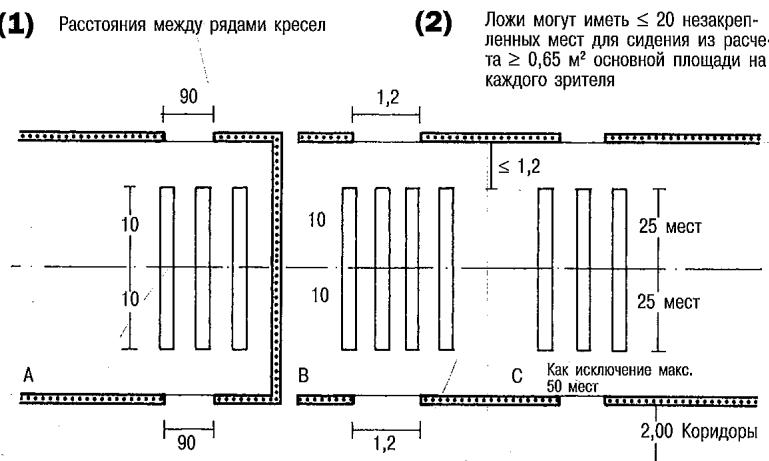 (1) Расстояния между рядами кресел
(2) Ложи могут иметь ≤ 20 незакреп-
ленных мест для сидения из расче-
та ≥ 0,65 м² основной площади на
каждого зрителя
90
1,2
≤ 1,2
10
10
25 мест
10
10
25 мест
A
B
C
Как исключение макс.
50 мест
90
1,2
2,00 Коридоры